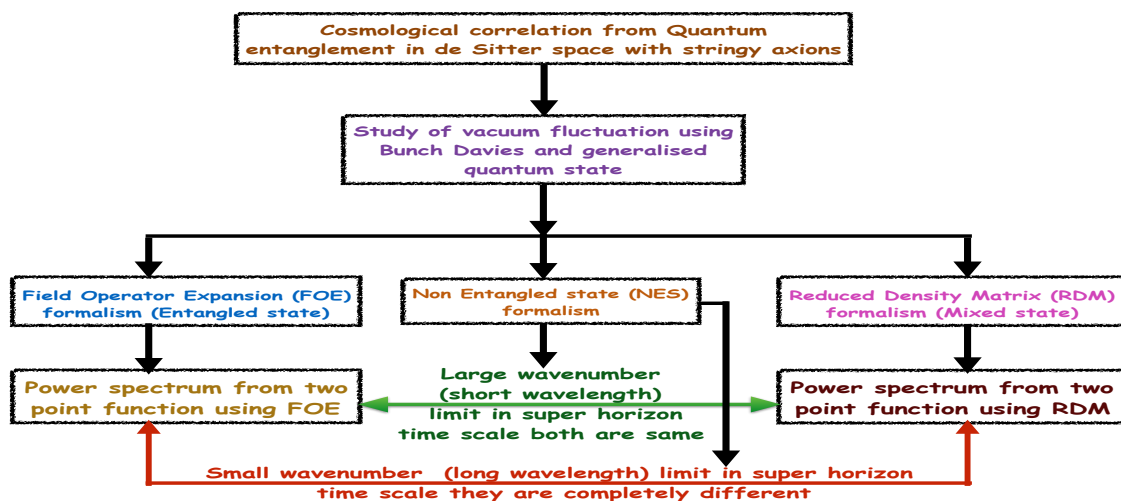 Cosmological correlation from Quantum
entanglement in de Sitter space with stringy axions
Study of vacuum fluctuation using
Bunch Davies and generalised
quantum state
Field Operator Expansion (FOE)
formalism (Entangled state)
Non Entangled state (NES)
formalism
Reduced Density Matrix (RDM)
formalism (Mixed state)
Power spectrum from two
point function using FOE
Large wavenumber
(short wavelength)
limit in super horizon
time scale both are same
Power spectrum from two
point function using RDM
Small wavenumber (long wavelength) limit in super horizon
time scale they are completely different